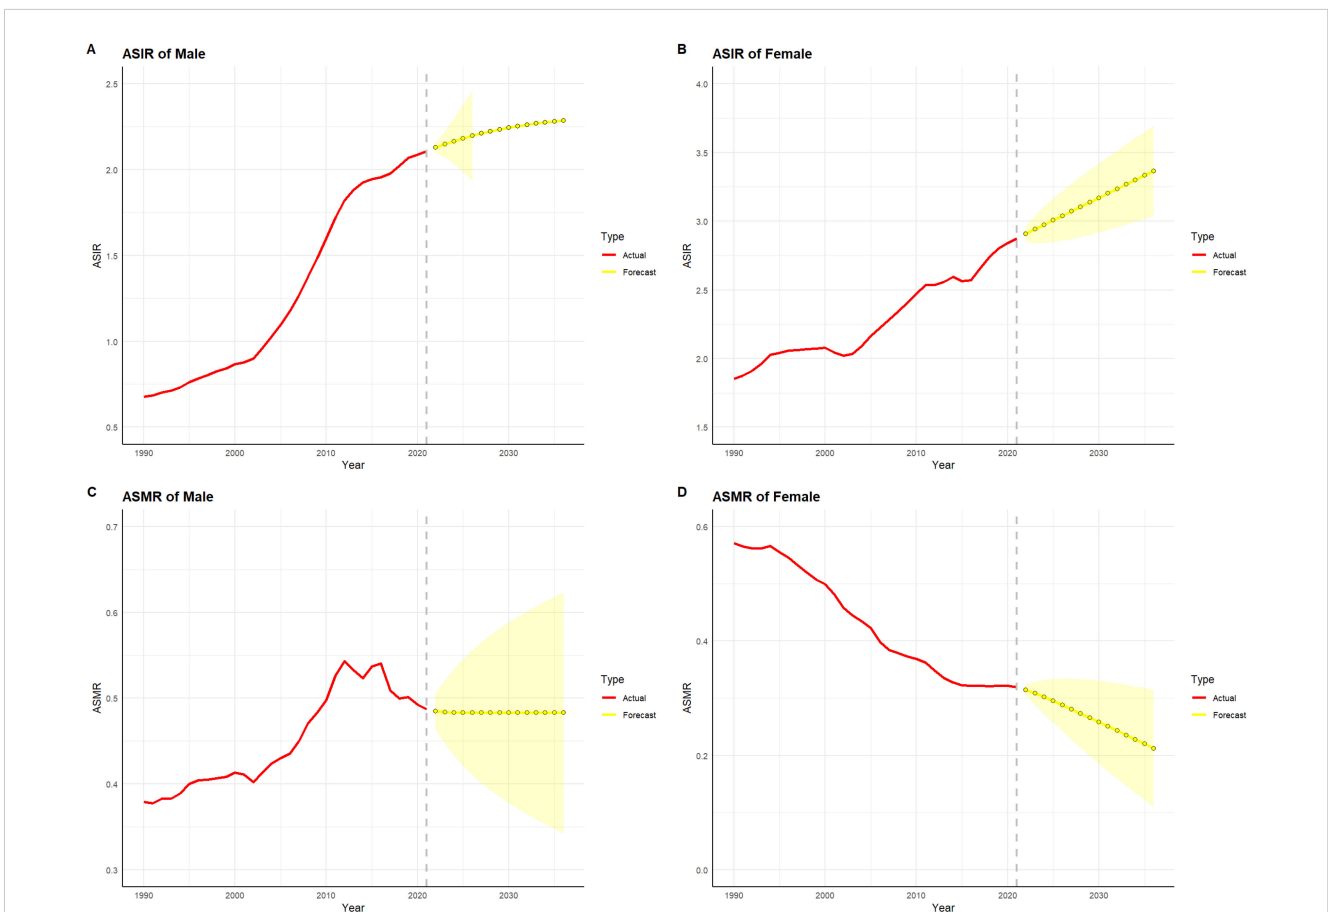 A
ASIR of Male
2.5
2.0
1.5
1.0
0.5
ASIR
1990
2000
2010
2020
2030
Year
Type
Actual
Forecast
B
ASIR of Female
4.0
3.5
3.0
2.5
2.0
1.5
ASIR
1990
2000
2010
2020
2030
Year
Type
Actual
Forecast
C
ASMR of Male
0.7
0.6
0.5
0.4
0.3
ASMR
1990
2000
2010
2020
2030
Year
Type
Actual
Forecast
D
ASMR of Female
0.6
0.4
0.2
0.0
ASMR
1990
2000
2010
2020
2030
Year
Type
Actual
Forecast